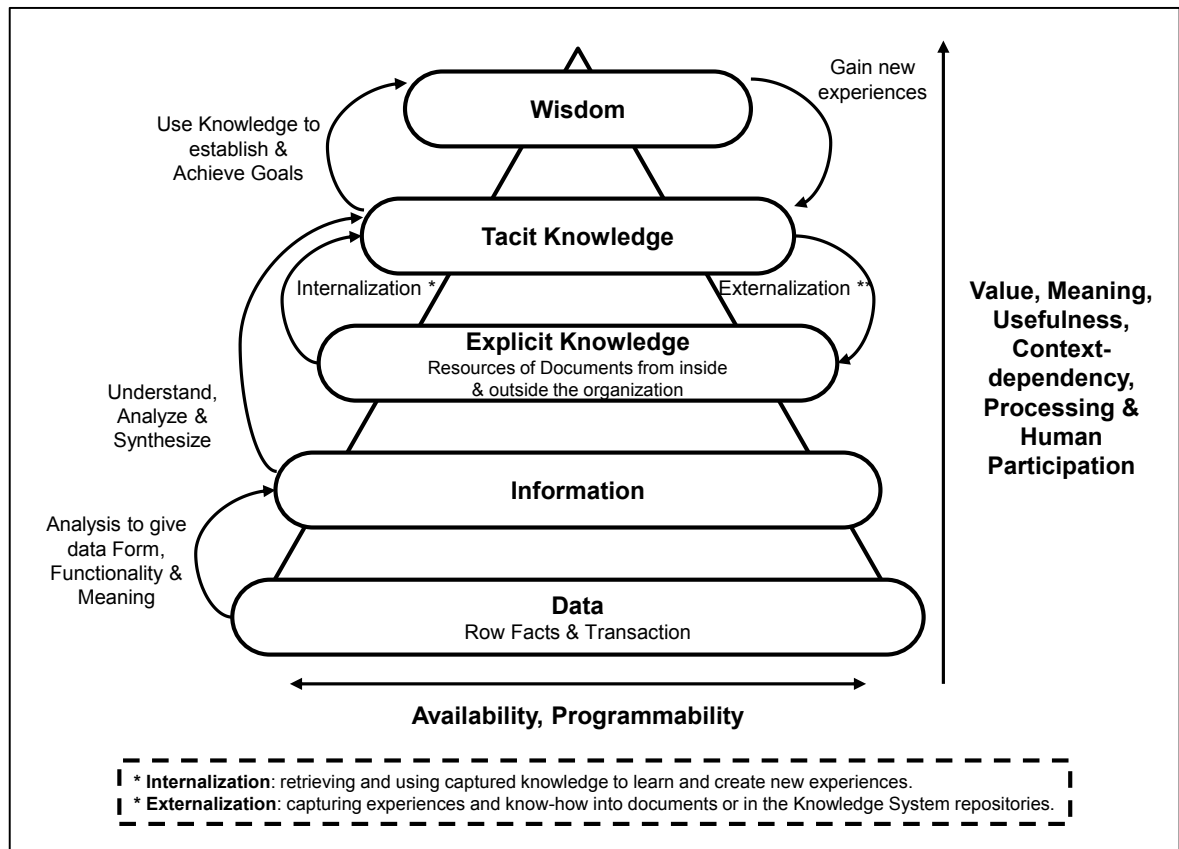 Wisdom
Gain new
experiences
Use Knowledge to
establish &
Achieve Goals
Tacit Knowledge
Internalization *
Externalization **
Value, Meaning,
Usefulness,
Context-
dependency,
Processing &
Human
Participation
Explicit Knowledge
Resources of Documents from inside
& outside the organization
Understand,
Analyze &
Synthesize
Information
Analysis to give
data Form,
Functionality &
Meaning
Data
Row Facts & Transaction
Availability, Programmability
* Internalization: retrieving and using captured knowledge to learn and create new experiences.
* Externalization: capturing experiences and know-how into documents or in the Knowledge System repositories.